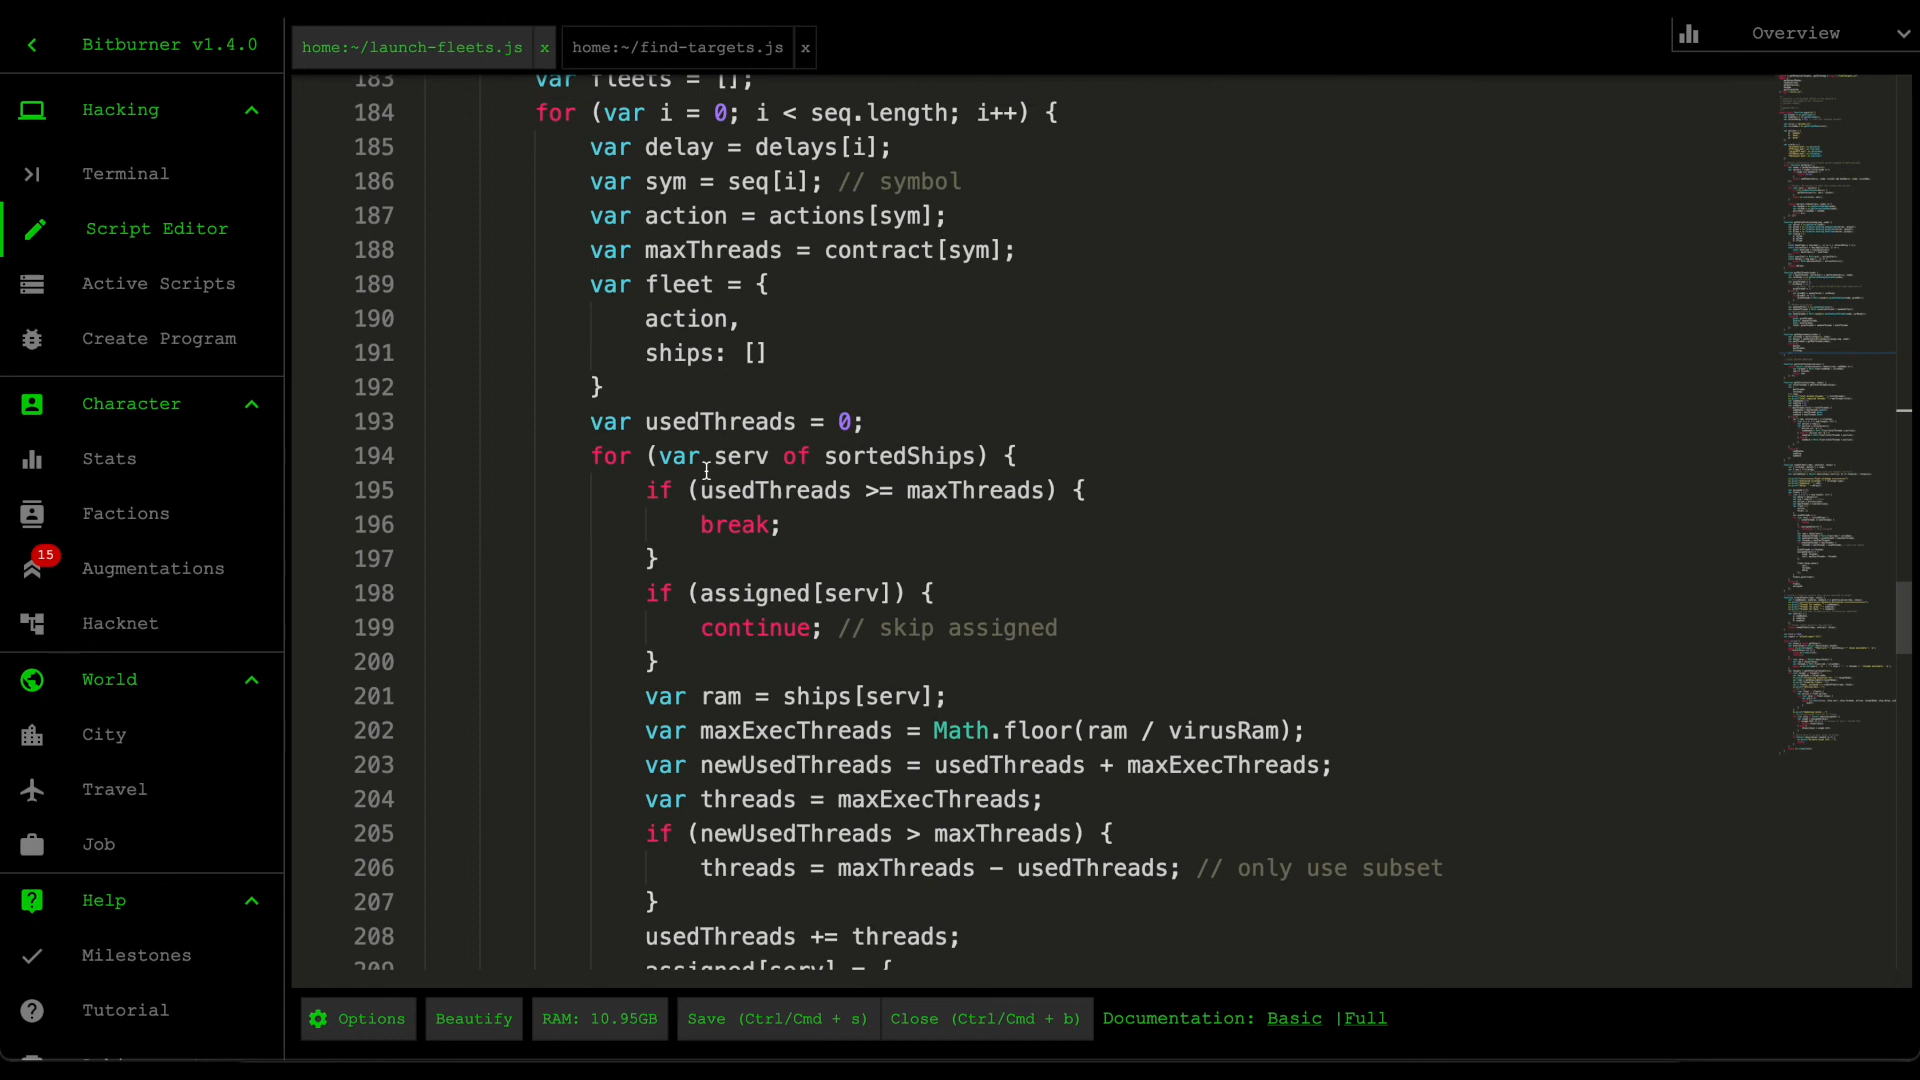 Bitburner v1.4.0
Hacking
Terminal
Script Editor
Active Scripts
Create Program
Character
Stats
Factions
15
Augmentations
Hacknet
World
City
Travel
Job
Help
Milestones
Tutorial
home:~/launch-fleets.js x
home:~/find-targets.js x
Overview
183 var fleets = [];
184 for (var i = 0; i < seq.length; i++) {
185 var delay = delays[i];
186 var sym = seq[i]; // symbol
187 var action = actions[sym];
188 var maxThreads = contract[sym];
189 var fleet = {
190 action,
191 ships: []
192 }
193 var usedThreads = 0;
194 for (var serv of sortedShips) {
195 if (usedThreads >= maxThreads) {
196 break;
197 }
198 if (assigned[serv]) {
199 continue; // skip assigned
200 }
201 var ram = ships[serv];
202 var maxExecThreads = Math.floor(ram / virusRam);
203 var newUsedThreads = usedThreads + maxExecThreads;
204 var threads = maxExecThreads;
205 if (newUsedThreads > maxThreads) {
206 threads = maxThreads - usedThreads; // only use subset
207 }
208 usedThreads += threads;
209 assigned[serv] = {
Options
Beautify
RAM: 10.95GB
Save (Ctrl/Cmd + s)
Close (Ctrl/Cmd + b)
Documentation: Basic |Full